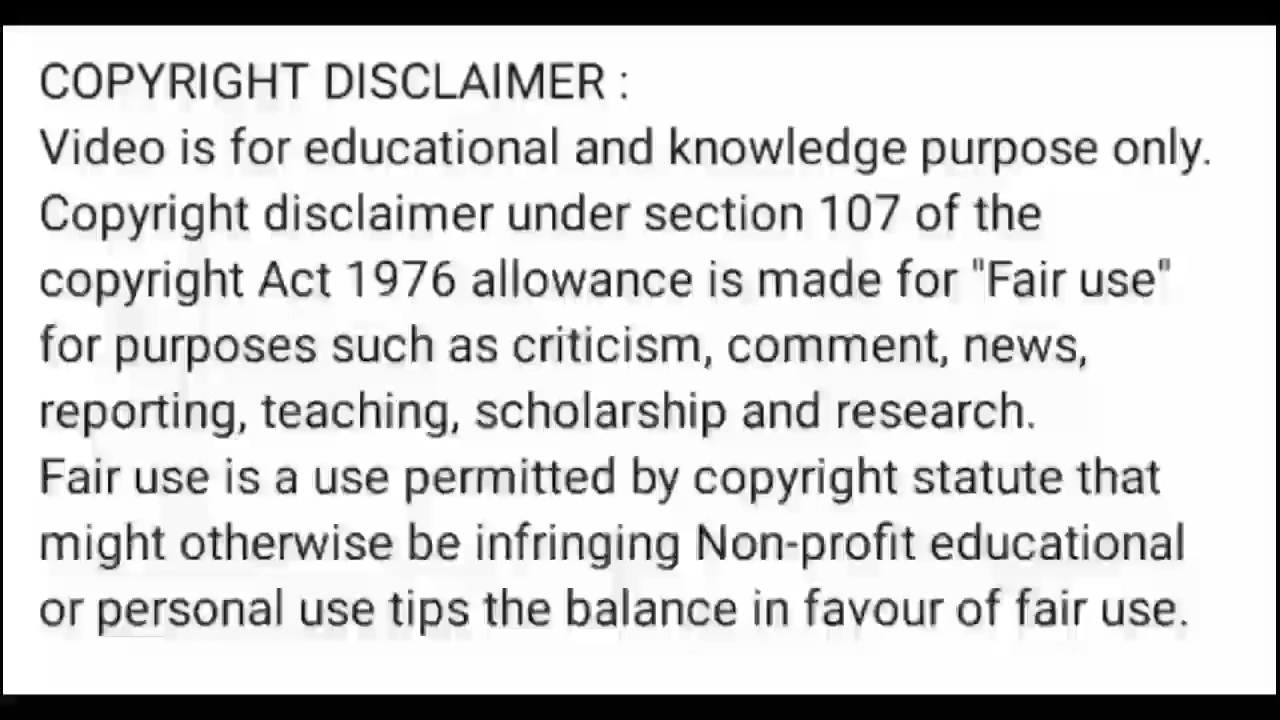 COPYRIGHT DISCLAIMER :
Video is for educational and knowledge purpose only.
Copyright disclaimer under section 107 of the
copyright Act 1976 allowance is made for "Fair use"
for purposes such as criticism, comment, news,
reporting, teaching, scholarship and research.
Fair use is a use permitted by copyright statute that
might otherwise be infringing Non-profit educational
or personal use tips the balance in favour of fair use.